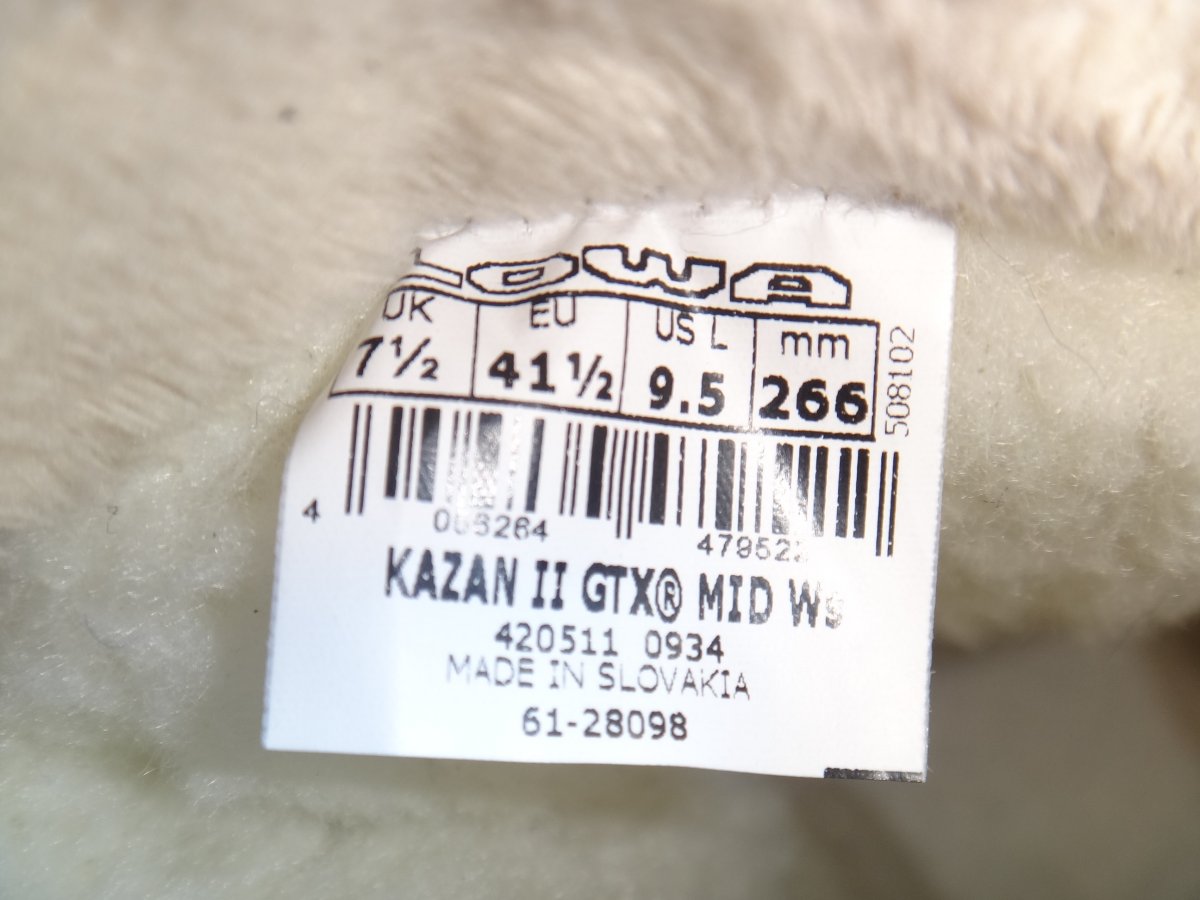 LOWA
UK EU US L mm
7½ 41½ 9.5 266
508102
4
KAZAN II GTX® MID Ws
420511 0934
MADE IN SLOVAKIA
61-28098